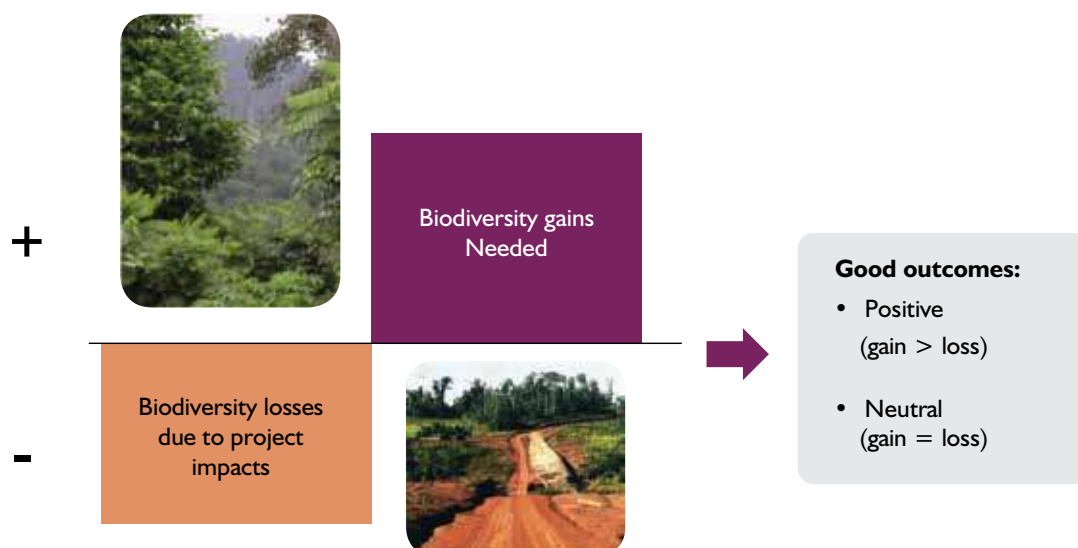 +
Biodiversity gains
Needed
Biodiversity losses
due to project
impacts
-
Good outcomes:
• Positive
(gain > loss)
• Neutral
(gain = loss)